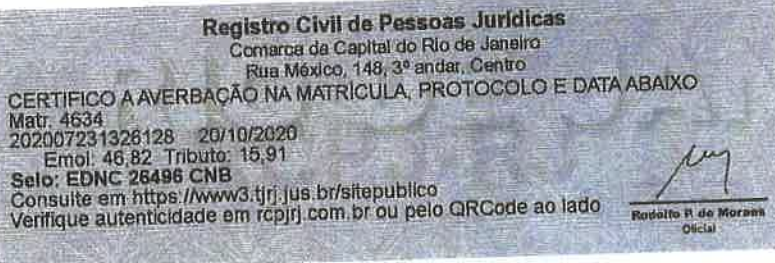 Registro Civil de Pessoas Jurídicas
Comarca da Capital do Rio de Janeiro
Rua México, 148, 3º andar, Centro
CERTIFICO A AVERBAÇÃO NA MATRÍCULA, PROTOCOLO E DATA ABAIXO
Matr. 4634
202007231326128 20/10/2020
Emol: 46,82 Tributo: 15,91
Selo: EDNC 26496 CNB
Consulte em https://www3.tjrj.jus.br/sitepublico
Verifique autenticidade em rcpjrj.com.br ou pelo QRCode ao lado
Rodolfo P. de Moraes
Oficial